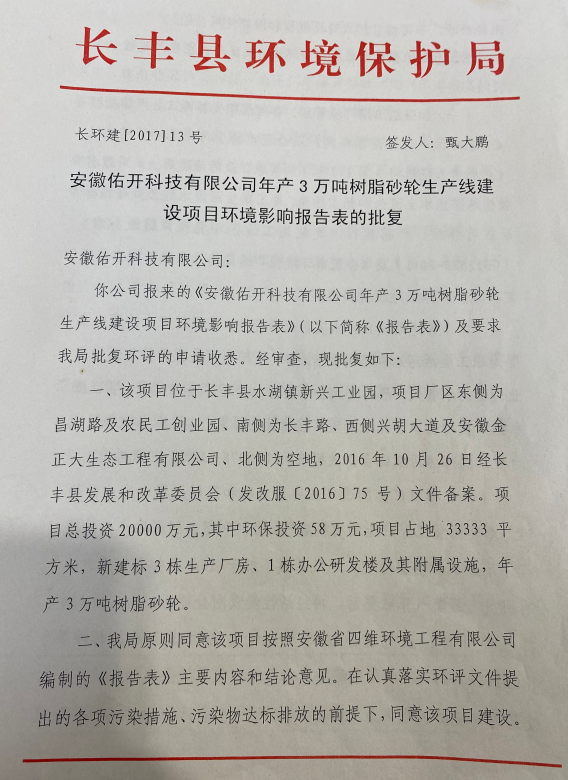 长丰县环境保护局
长环建[2017]13号 签发人：甄大鹏
安徽佑开科技有限公司年产3万吨树脂砂轮生产线建
设项目环境影响报告表的批复
安徽佑开科技有限公司：
你公司报来的《安徽佑开科技有限公司年产3万吨树脂砂轮
生产线建设项目环境影响报告表》（以下简称《报告表》）及要求
我局批复环评的申请收悉。经审查，现批复如下：
一、该项目位于长丰县水湖镇新兴工业园，项目厂区东侧为
昌湖路及农民工创业园、南侧为长丰路、西侧兴胡大道及安徽金
正大生态工程有限公司、北侧为空地，2016年10月26日经长
丰县发展和改革委员会（发改服〔2016〕75号）文件备案。项
目总投资20000万元,其中环保投资58万元,项目占地 33333 平
方米，新建标3栋生产厂房、1栋办公研发楼及其附属设施，年
产3万吨树脂砂轮。
二、我局原则同意该项目按照安徽省四维环境工程有限公司
编制的《报告表》主要内容和结论意见。在认真落实环评文件提
出的各项污染措施、污染物达标排放的前提下，同意该项目建设。